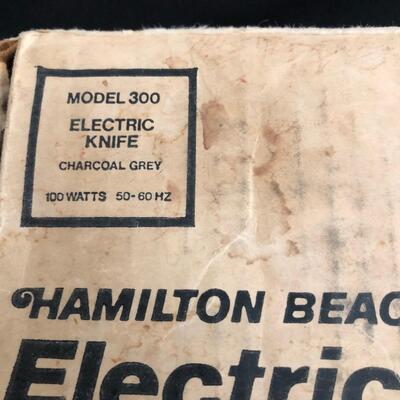 MODEL 300
ELECTRIC
KNIFE
CHARCOAL GREY
100 WATTS 50-60 HZ
HAMILTON BEAC
Electric